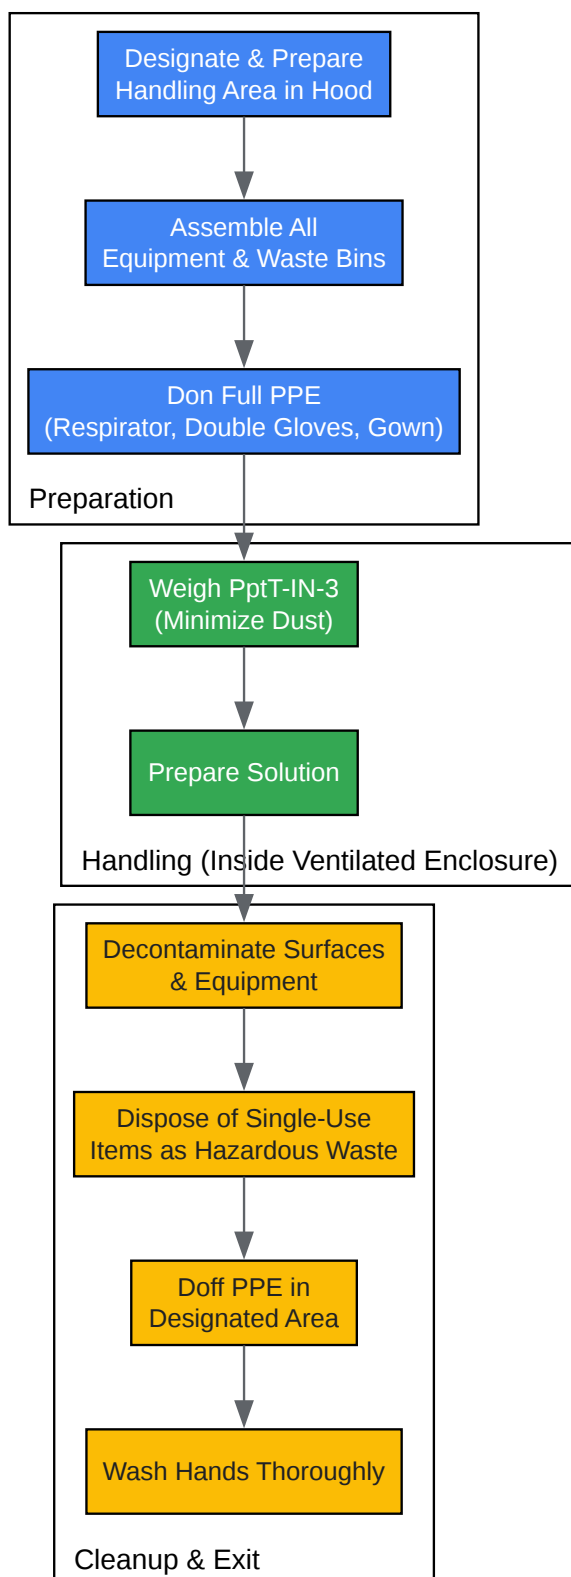 Designate & Prepare
Handling Area in Hood
Assemble All
Equipment & Waste Bins
Don Full PPE
(Respirator, Double Gloves, Gown)
Preparation
Weigh PptT-IN-3
(Minimize Dust)
Prepare Solution
Handling (Inside Ventilated Enclosure)
Decontaminate Surfaces
& Equipment
Dispose of Single-Use
Items as Hazardous Waste
Doff PPE in
Designated Area
Wash Hands Thoroughly
Cleanup & Exit